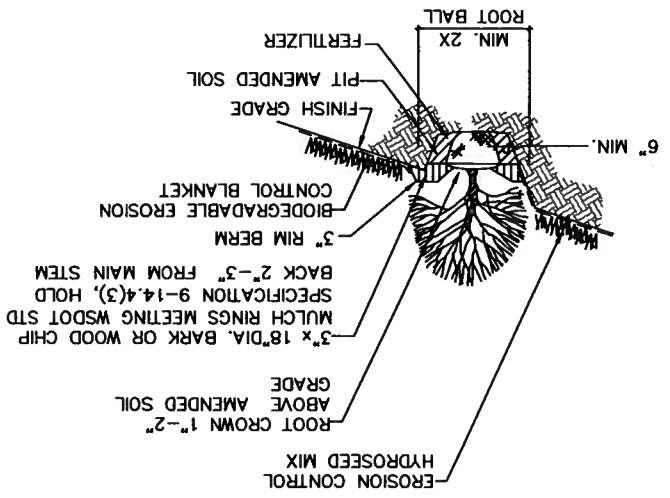 EROSION CONTROL
HYDROSEED MIX
ROOT CROWN 1"-2"
ABOVE AMENDED SOIL
GRADE
3"x 18"DIA. BARK OR WOOD CHIP
MULCH RINGS MEETING WSDOT STD
SPECIFICATION 9-14.4(3), HOLD
BACK 2"-3" FROM MAIN STEM
3" RIM BERM
BIODEGRADABLE EROSION
CONTROL BLANKET
FINISH GRADE
PIT AMENDED SOIL
FERTILIZER
6" MIN.
MIN. 2X
ROOT BALL